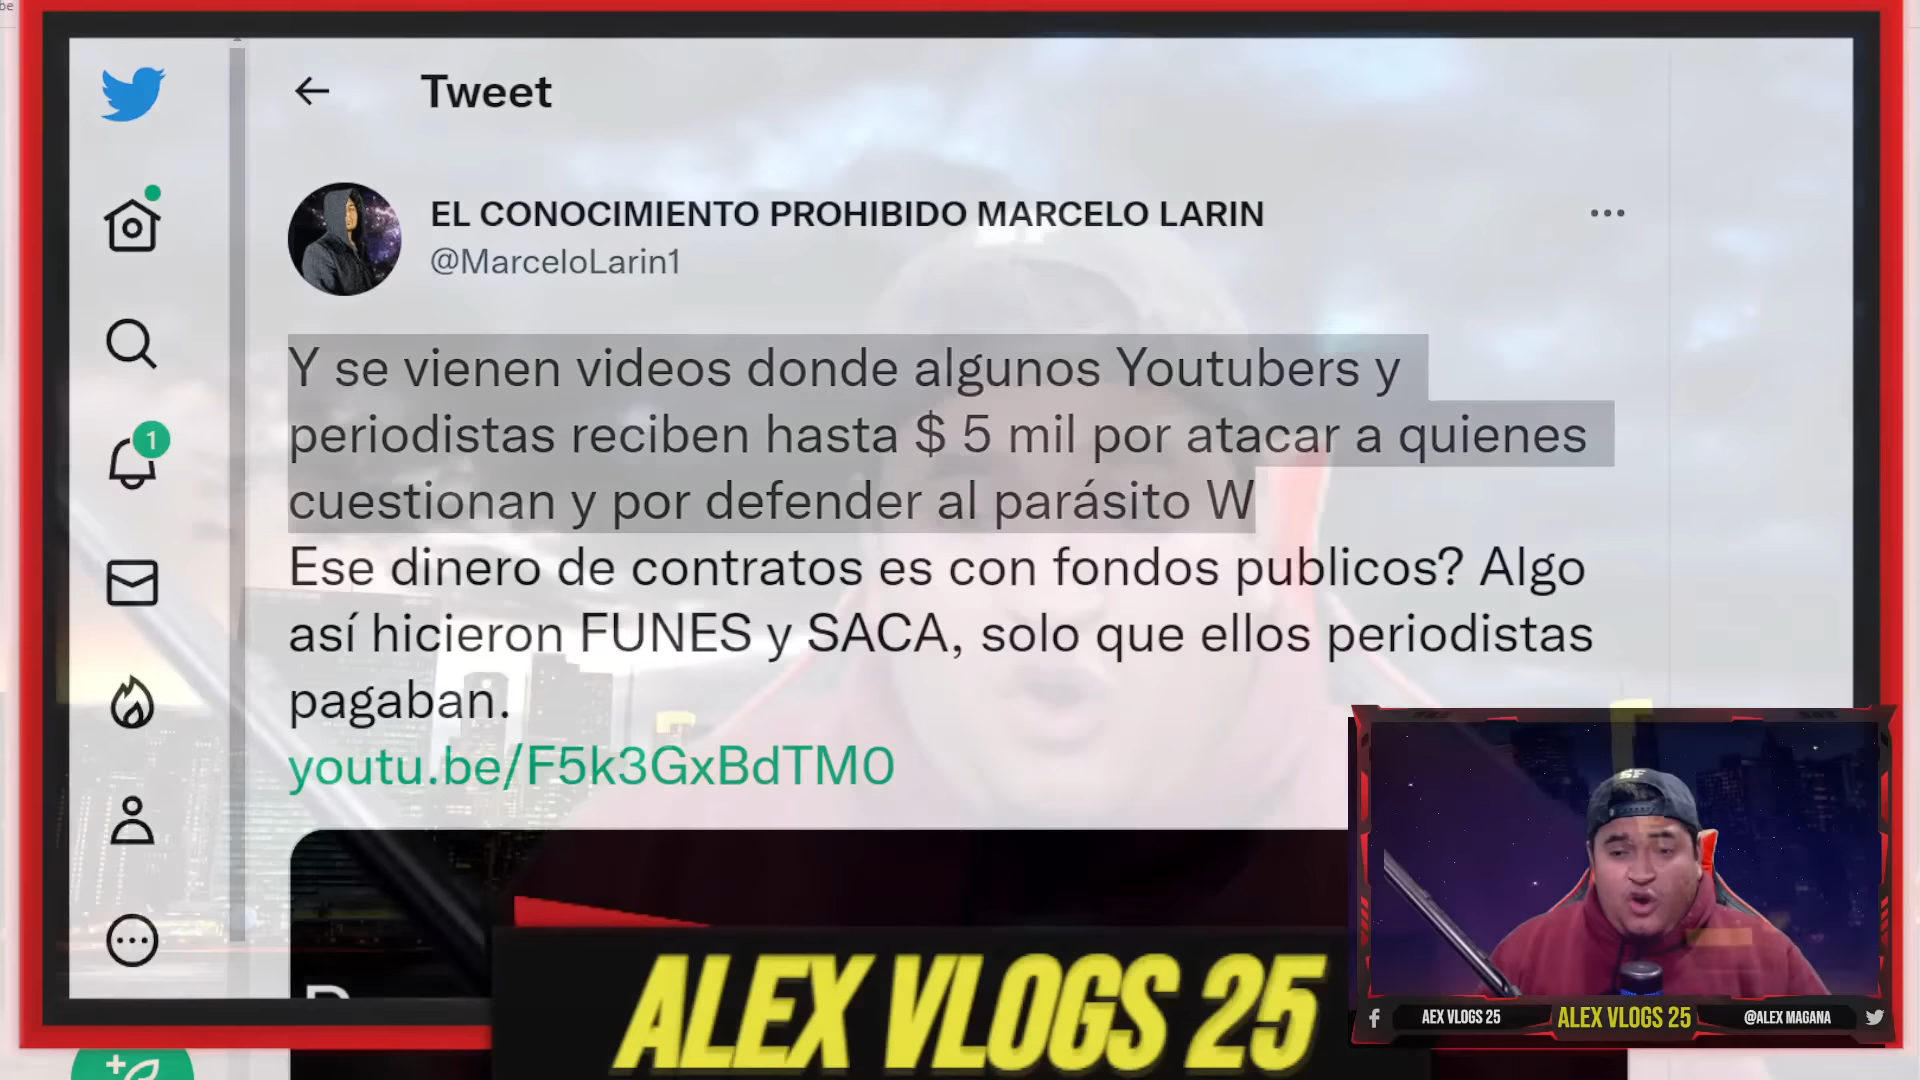 be
Tweet
EL CONOCIMIENTO PROHIBIDO MARCELO LARIN
@MarceloLarin1
Y se vienen videos donde algunos Youtubers y
periodistas reciben hasta $ 5 mil por atacar a quienes
cuestionan y por defender al parásito W
Ese dinero de contratos es con fondos publicos? Algo
así hicieron FUNES y SACA, solo que ellos periodistas
pagaban.
youtu.be/F5k3GxBdTM0
1
SF
ALEX VLOGS 25
AEX VLOGS 25
ALEX VLOGS 25
@ALEX MAGANA